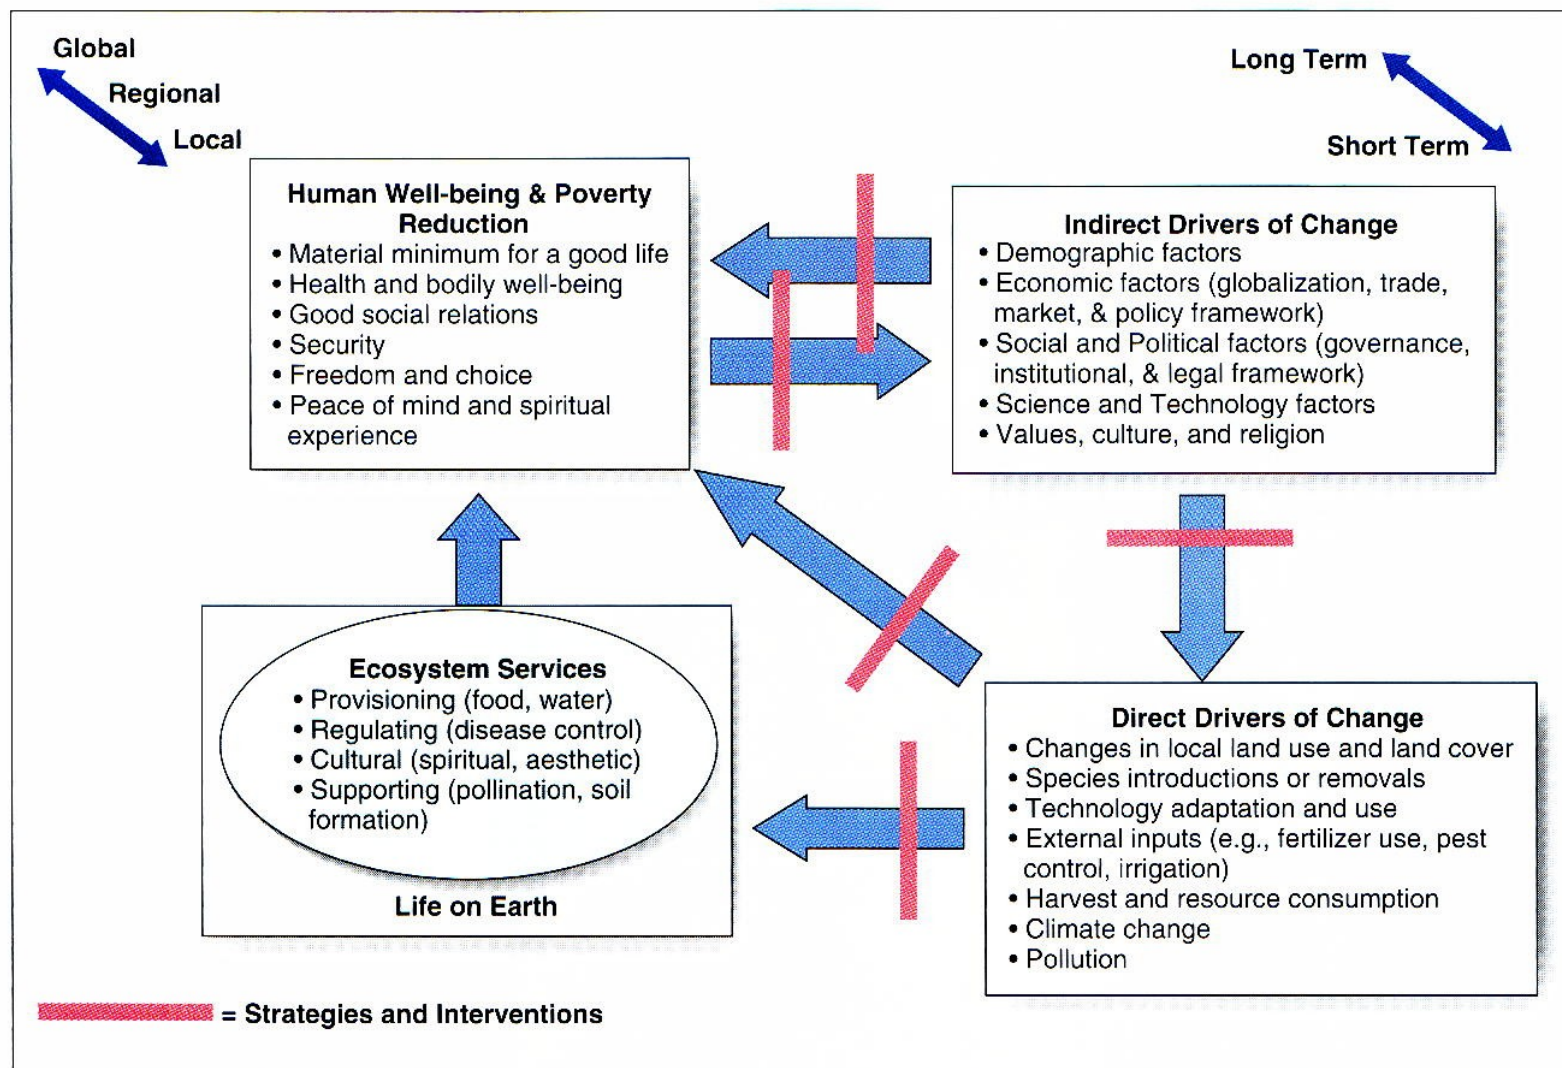 Global
Regional
Local
Long Term
Short Term
Human Well-being & Poverty
Reduction
• Material minimum for a good life
• Health and bodily well-being
• Good social relations
• Security
• Freedom and choice
• Peace of mind and spiritual
experience
Indirect Drivers of Change
• Demographic factors
• Economic factors (globalization, trade,
market, & policy framework)
• Social and Political factors (governance,
institutional, & legal framework)
• Science and Technology factors
• Values, culture, and religion
Ecosystem Services
• Provisioning (food, water)
• Regulating (disease control)
• Cultural (spiritual, aesthetic)
• Supporting (pollination, soil
formation)
Life on Earth
Direct Drivers of Change
• Changes in local land use and land cover
• Species introductions or removals
• Technology adaptation and use
• External inputs (e.g., fertilizer use, pest
control, irrigation)
• Harvest and resource consumption
• Climate change
• Pollution
= Strategies and Interventions